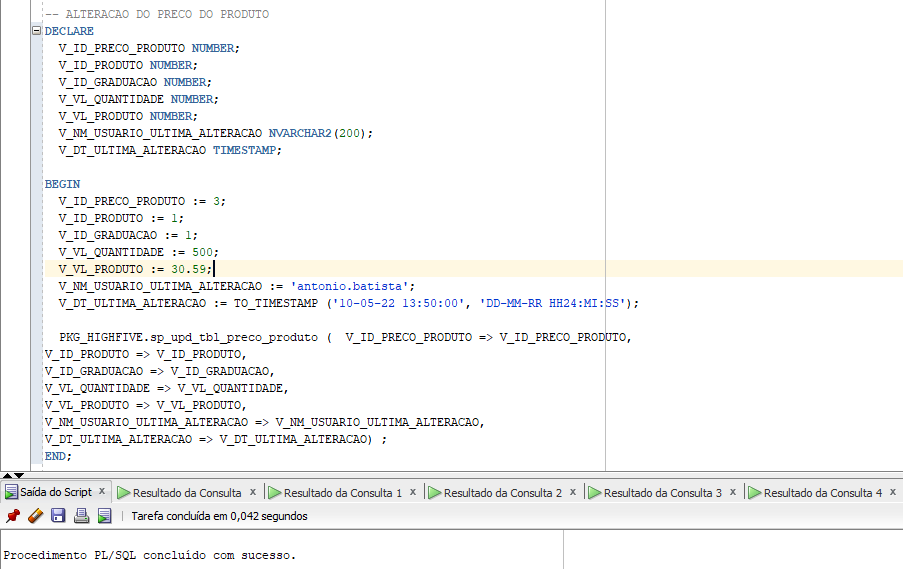 -- ALTERACAO DO PRECO DO PRODUTO
DECLARE
V_ID_PRECO_PRODUTO NUMBER;
V_ID_PRODUTO NUMBER;
V_ID_GRADUACAO NUMBER;
V_VL_QUANTIDADE NUMBER;
V_VL_PRODUTO NUMBER;
V_NM_USUARIO_ULTIMA_ALTERACAO NVARCHAR2(200);
V_DT_ULTIMA_ALTERACAO TIMESTAMP;
BEGIN
V_ID_PRECO_PRODUTO := 3;
V_ID_PRODUTO := 1;
V_ID_GRADUACAO := 1;
V_VL_QUANTIDADE := 500;
V_VL_PRODUTO := 30.59;
V_NM_USUARIO_ULTIMA_ALTERACAO := 'antonio.batista';
V_DT_ULTIMA_ALTERACAO := TO_TIMESTAMP ('10-05-22 13:50:00', 'DD-MM-RR HH24:MI:SS');
PKG_HIGHFIVE.sp_upd_tbl_preco_produto (  V_ID_PRECO_PRODUTO => V_ID_PRECO_PRODUTO,
V_ID_PRODUTO => V_ID_PRODUTO,
V_ID_GRADUACAO => V_ID_GRADUACAO,
V_VL_QUANTIDADE => V_VL_QUANTIDADE,
V_VL_PRODUTO => V_VL_PRODUTO,
V_NM_USUARIO_ULTIMA_ALTERACAO => V_NM_USUARIO_ULTIMA_ALTERACAO,
V_DT_ULTIMA_ALTERACAO => V_DT_ULTIMA_ALTERACAO) ;
END;
Saída do Script x Resultado da Consulta x Resultado da Consulta 1 x Resultado da Consulta 2 x Resultado da Consulta 3 x Resultado da Consulta 4 x
Tarefa concluída em 0,042 segundos
Procedimento PL/SQL concluído com sucesso.